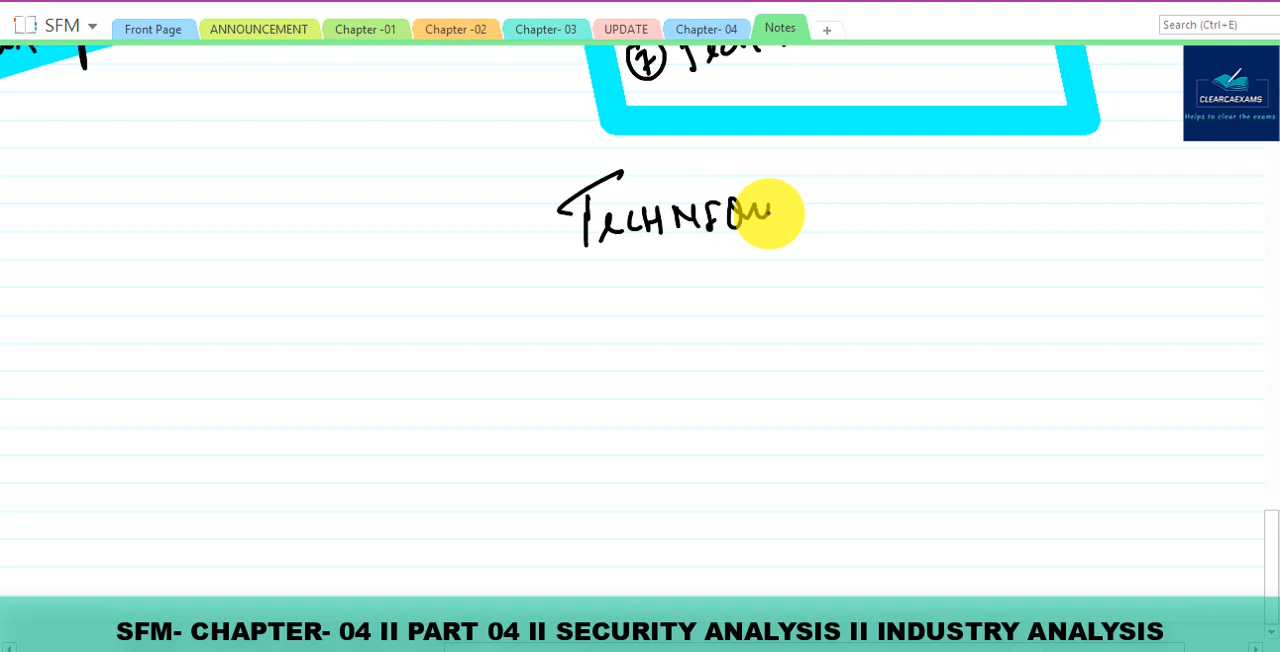 SFM
Front Page
ANNOUNCEMENT
Chapter -01
Chapter -02
Chapter- 03
UPDATE
Chapter- 04
Notes
+
Search (Ctrl+E)
7
CLEARCAEXAMS
Helps to clear the exams
SFM- CHAPTER- 04 II PART 04 II SECURITY ANALYSIS II INDUSTRY ANALYSIS